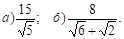 а) 15/√5;   б) 8/(√6+√2).